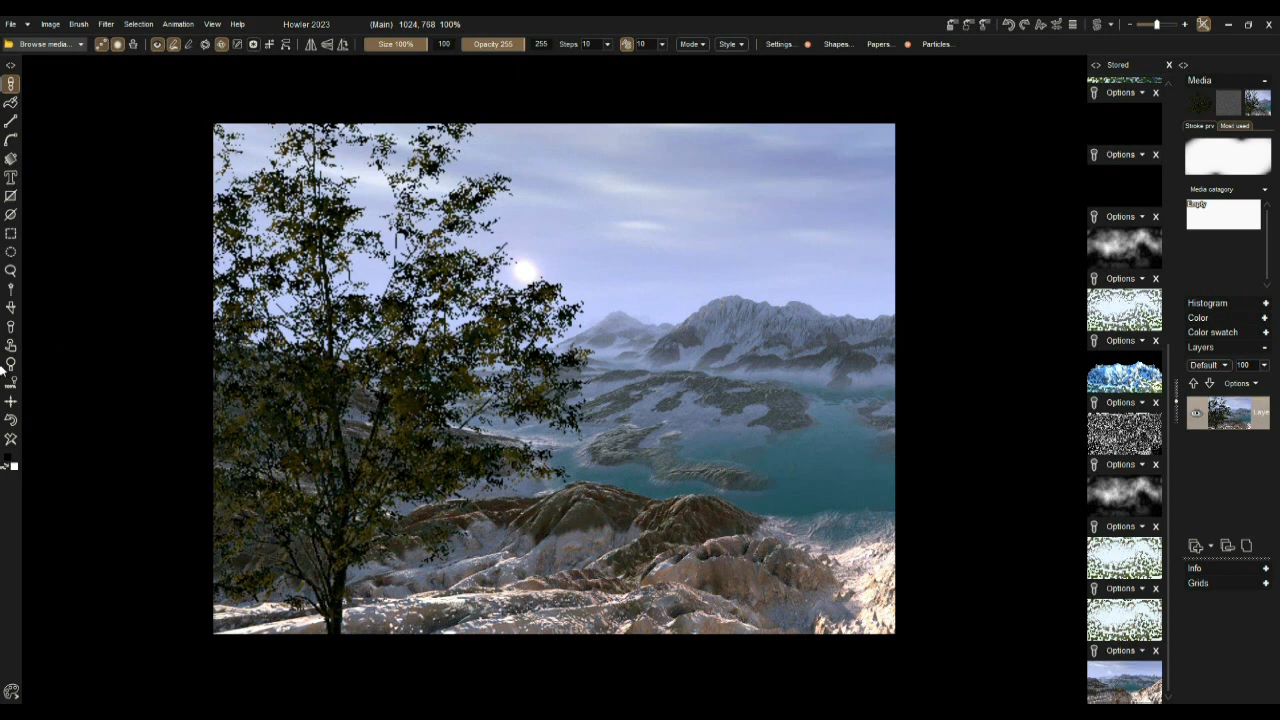 File Image Brush Filter Selection Animation View Help Howler 2023 (Main) 1024, 768 100%
Browse media... Size 100% 100 Opacity 255 255 Steps 10 10 Mode Style Settings... Shapes... Papers... Particles...
Stored X
Media -
Options X
Stroke prv Most used
Options X
Media catagory
Empty
Options X
Options X
Histogram +
Color +
Color swatch +
Options X
Layers -
Default 100
Options
Options X
Laye
Options X
Options X
Info +
Grids +
Options X
Options X